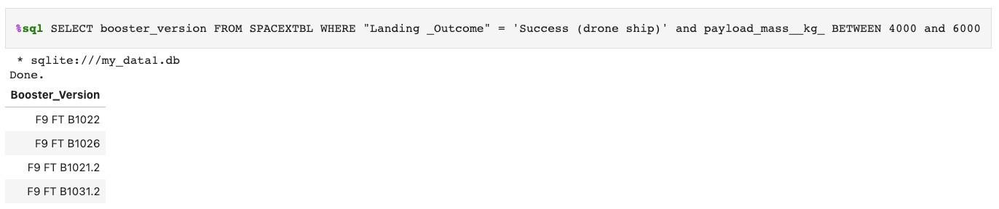 %sql SELECT booster_version FROM SPACEXTBL WHERE "Landing _Outcome" = 'Success (drone ship)' and payload_mass__kg_ BETWEEN 4000 and 6000
* sqlite:///my_data1.db
Done.
Booster_Version
F9 FT B1022
F9 FT B1026
F9 FT B1021.2
F9 FT B1031.2